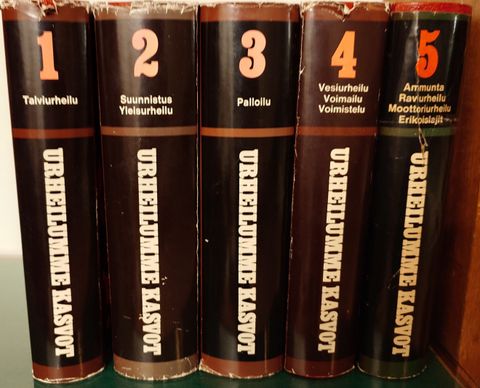 1
Talviurheilu
URHEILUMME KASVOT
2
Suunnistus
Yleisurheilu
URHEILUMME KASVOT
3
Palloilu
URHEILUMME KASVOT
4
Vesiurheilu
Voimailu
Voimistelu
URHEILUMME KASVOT
5
Ammunta
Raviurheilu
Moottoriurheilu
Erikoislajit
URHEILUMME KASVOT